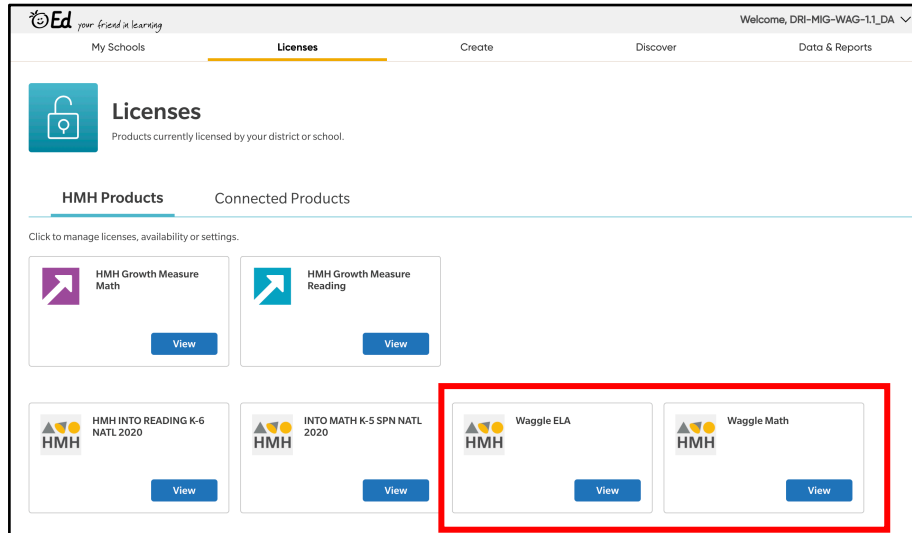 Ed your friend in learning
Welcome, DRI-MIG-WAG-1.1_DA
My Schools Licenses Create Discover Data & Reports
Licenses
Products currently licensed by your district or school.
HMH Products Connected Products
Click to manage licenses, availability or settings.
HMH Growth Measure
Math
View
HMH Growth Measure
Reading
View
HMH
HMH INTO READING K-6
NATL 2020
View
HMH
INTO MATH K-5 SPN NATL
2020
View
HMH
Waggle ELA
View
HMH
Waggle Math
View